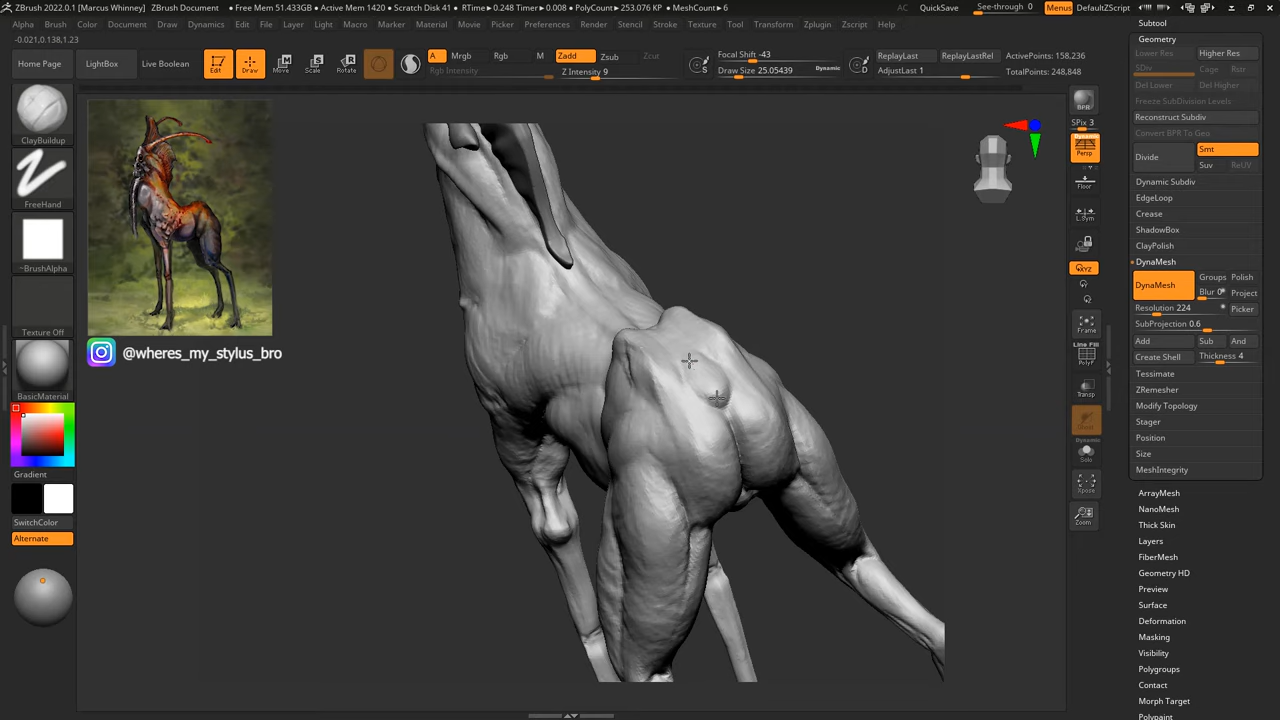 ZBrush 2022.0.1 [Marcus Whinney] ZBrush Document • Free Mem 51.433GB • Active Mem 1420 • Scratch Disk 41 • RTime▸0.248 Timer▸0.008 • PolyCount▸253.076 KP • MeshCount▸6
AC QuickSave See-through 0 Menus DefaultZScript
Alpha Brush Color Document Draw Dynamics Edit File Layer Light Macro Marker Material Movie Picker Preferences Render Stencil Stroke Texture Tool Transform Zplugin Zscript Help
-0.021,0.138,1.23
Home Page LightBox Live Boolean Edit Draw Move Scale Rotate
A Mrgb Rgb M Zadd Zsub Zcut
Rgb Intensity Z Intensity 9
Focal Shift -43
Draw Size 25.05439 Dynamic
S
D
ReplayLast ReplayLastRel
AdjustLast 1
ActivePoints: 158,236
TotalPoints: 248,848
ClayBuildup
FreeHand
~BrushAlpha
Texture Off
BasicMaterial
Gradient
SwitchColor
Alternate
@wheres_my_stylus_bro
BPR
SPix 3
Dynamic
Persp
Floor
L.Sym
XYZ
Frame
Line Fill
PolyF
Transp
Dynamic
Solo
Xpose
Zoom
Subtool
Geometry
Lower Res Higher Res
SDiv Cage Rstr
Del Lower Del Higher
Freeze SubDivision Levels
Reconstruct Subdiv
Convert BPR To Geo
Divide Smt
Suv ReUV
Dynamic Subdiv
EdgeLoop
Crease
ShadowBox
ClayPolish
DynaMesh
DynaMesh Groups Polish
Blur 0 Project
Resolution 224 Picker
SubProjection 0.6
Add Sub And
Create Shell Thickness 4
Tessimate
ZRemesher
Modify Topology
Stager
Position
Size
MeshIntegrity
ArrayMesh
NanoMesh
Thick Skin
Layers
FiberMesh
Geometry HD
Preview
Surface
Deformation
Masking
Visibility
Polygroups
Contact
Morph Target
Polypaint